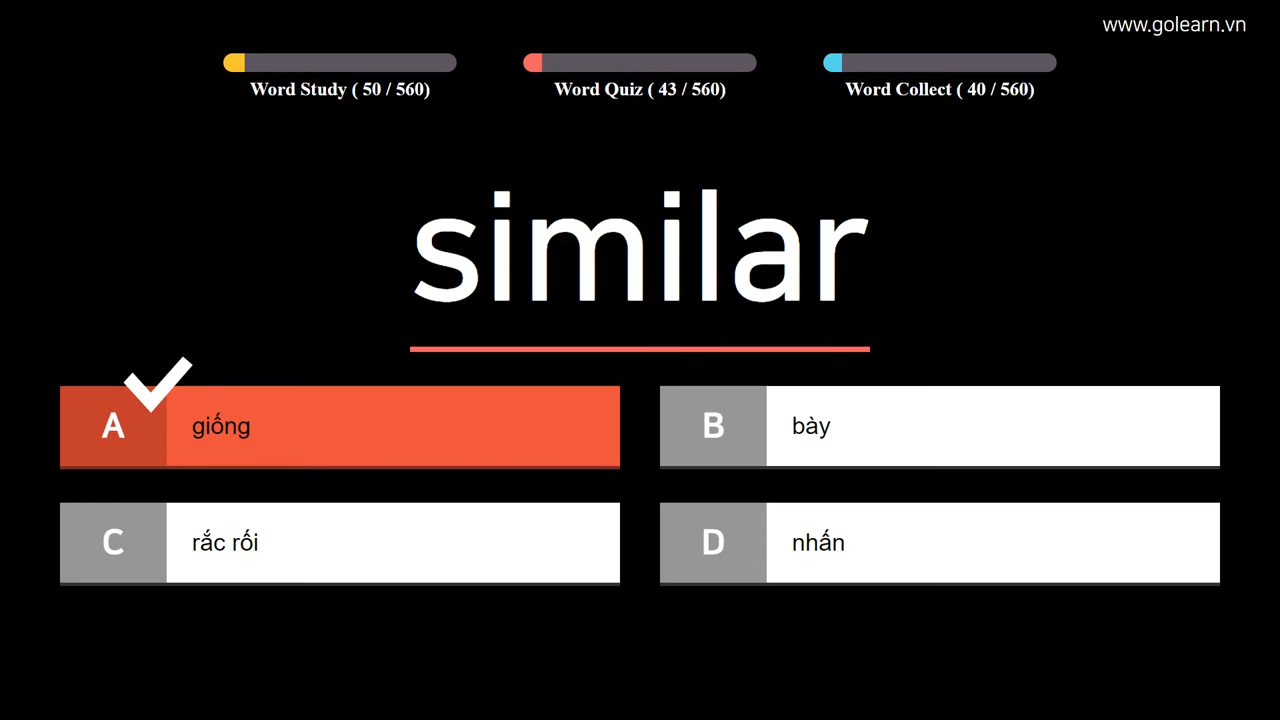 www.golearn.vn
Word Study ( 50 / 560)
Word Quiz ( 43 / 560)
Word Collect ( 40 / 560)
similar
A giống
B bày
C rắc rối
D nhấn